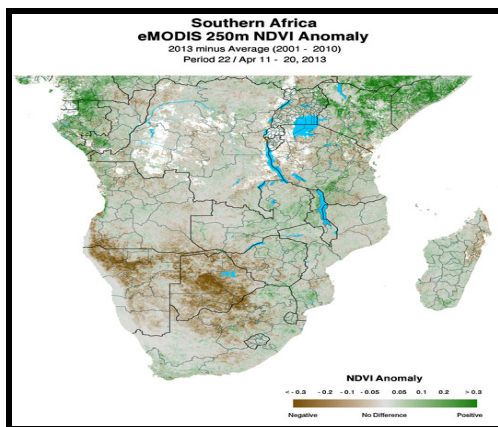 Southern Africa
eMODIS 250m NDVI Anomaly
2013 minus Average (2001 - 2010)
Period 22 / Apr 11 - 20, 2013
NDVI Anomaly
< - 0.3 -0.2 -0.1 -0.05 0.05 0.1 0.2 > 0.3
Negative No Difference Positive